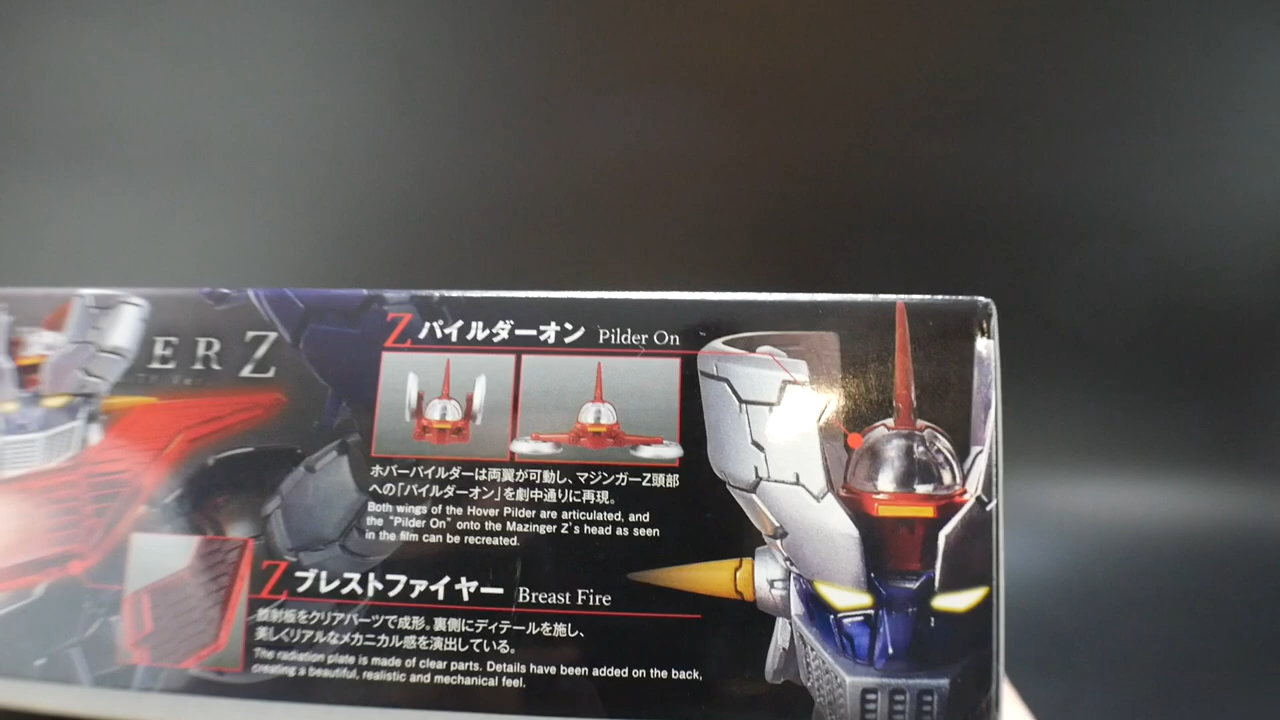 ER Z
Z パイルダーオン Pilder On
ホバーパイルダーは両翼が可動し、マジンガーZ頭部
への「パイルダーオン」を劇中通りに再現。
Both wings of the Hover Pilder are articulated, and
the "Pilder On" onto the Mazinger Z's head as seen
in the film can be recreated.
Z ブレストファイヤー Breast Fire
放射板をクリアパーツで成形。裏側にディテールを施し、
美しくリアルなメカニカル感を演出している。
The radiation plate is made of clear parts. Details have been added on the back,
creating a beautiful, realistic and mechanical feel.